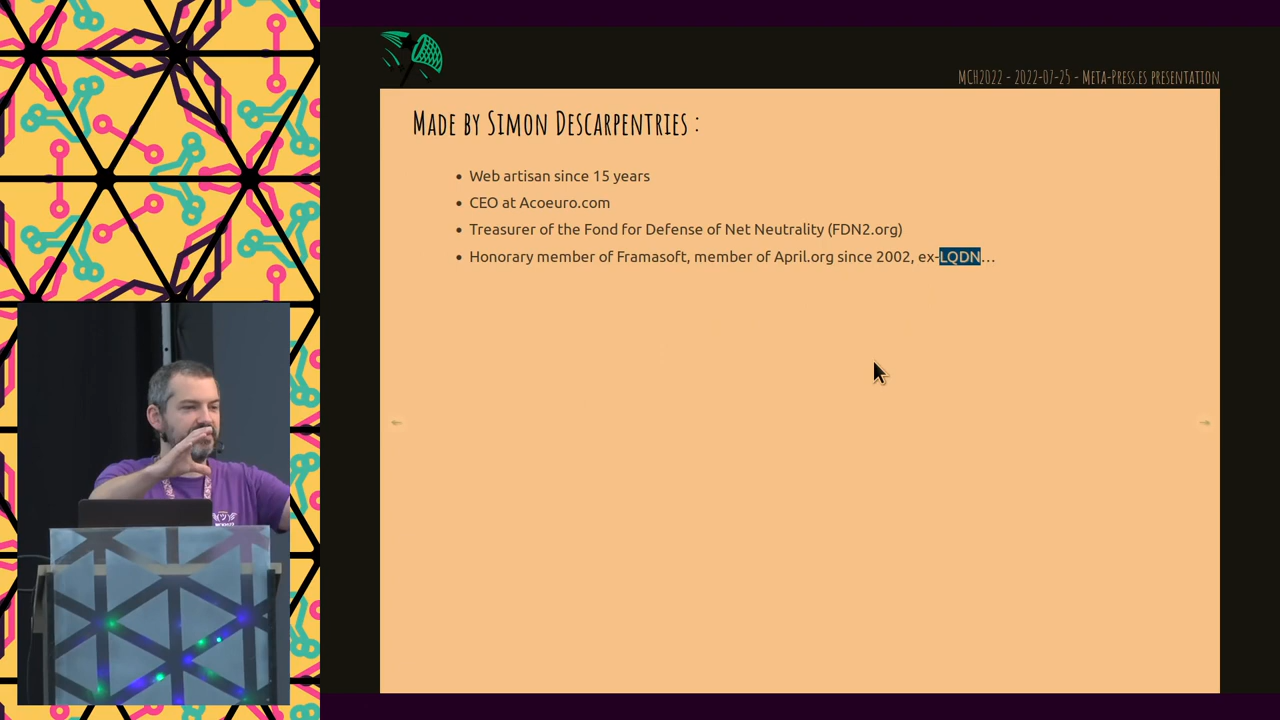 MCH2022 - 2022-07-25 - Meta-Press.es presentation
Made by Simon Descarpentries :
• Web artisan since 15 years
• CEO at Acoeuro.com
• Treasurer of the Fond for Defense of Net Neutrality (FDN2.org)
• Honorary member of Framasoft, member of April.org since 2002, ex-LQDN…